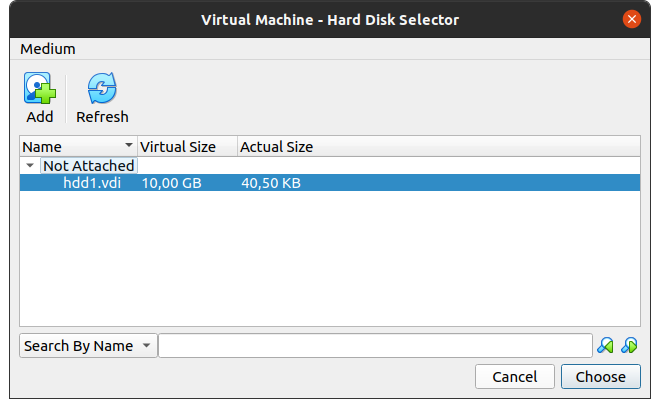 Virtual Machine - Hard Disk Selector
Medium
Add Refresh
Name Virtual Size Actual Size
Not Attached
hdd1.vdi 10,00 GB 40,50 KB
Search By Name
Cancel Choose